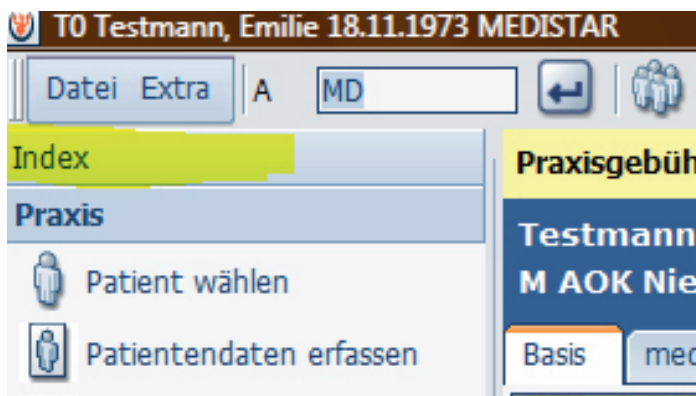 T0 Testmann, Emilie 18.11.1973 MEDISTAR
Datei Extra A MD
Index
Praxis
Patient wählen
Patientendaten erfassen
Praxisgebüh
Testmann
M AOK Nie
Basis med